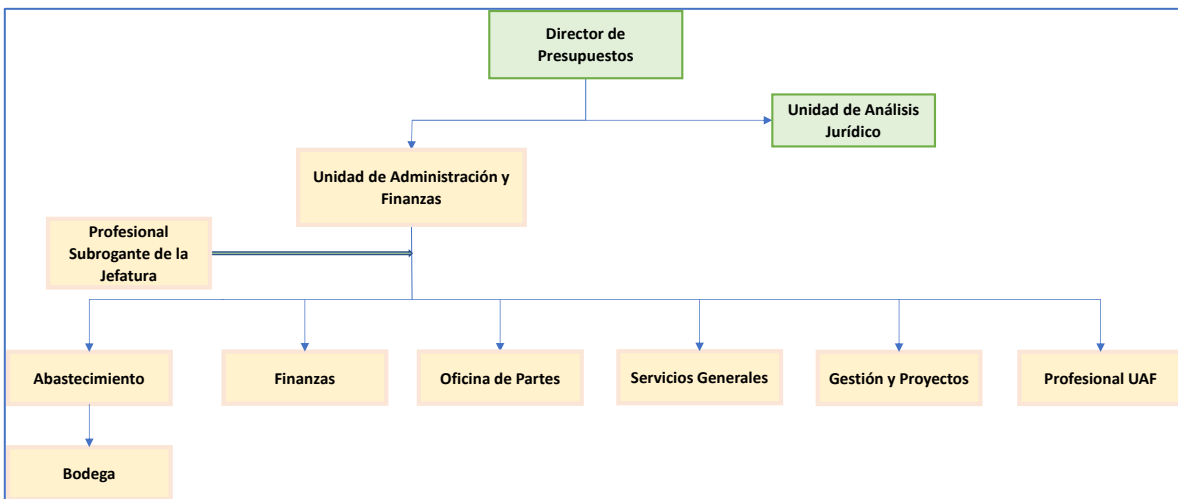 Director de
Presupuestos
Unidad de Análisis
Jurídico
Unidad de Administración y
Finanzas
Profesional
Subrogante de la
Jefatura
Abastecimiento
Finanzas
Oficina de Partes
Servicios Generales
Gestión y Proyectos
Profesional UAF
Bodega